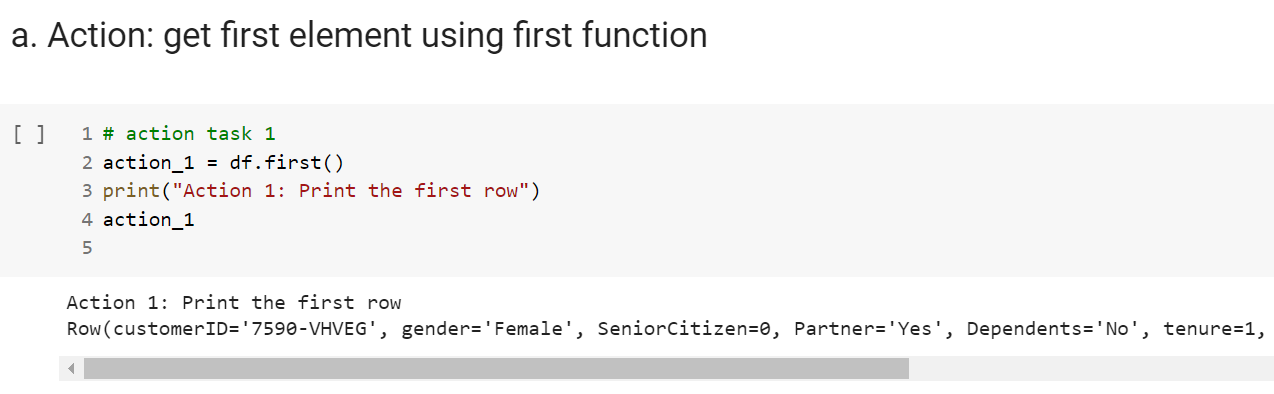 a. Action: get first element using first function
[ ] 1 # action task 1
2 action_1 = df.first()
3 print("Action 1: Print the first row")
4 action_1
5
Action 1: Print the first row
Row(customerID='7590-VHVEG', gender='Female', SeniorCitizen=0, Partner='Yes', Dependents='No', tenure=1,